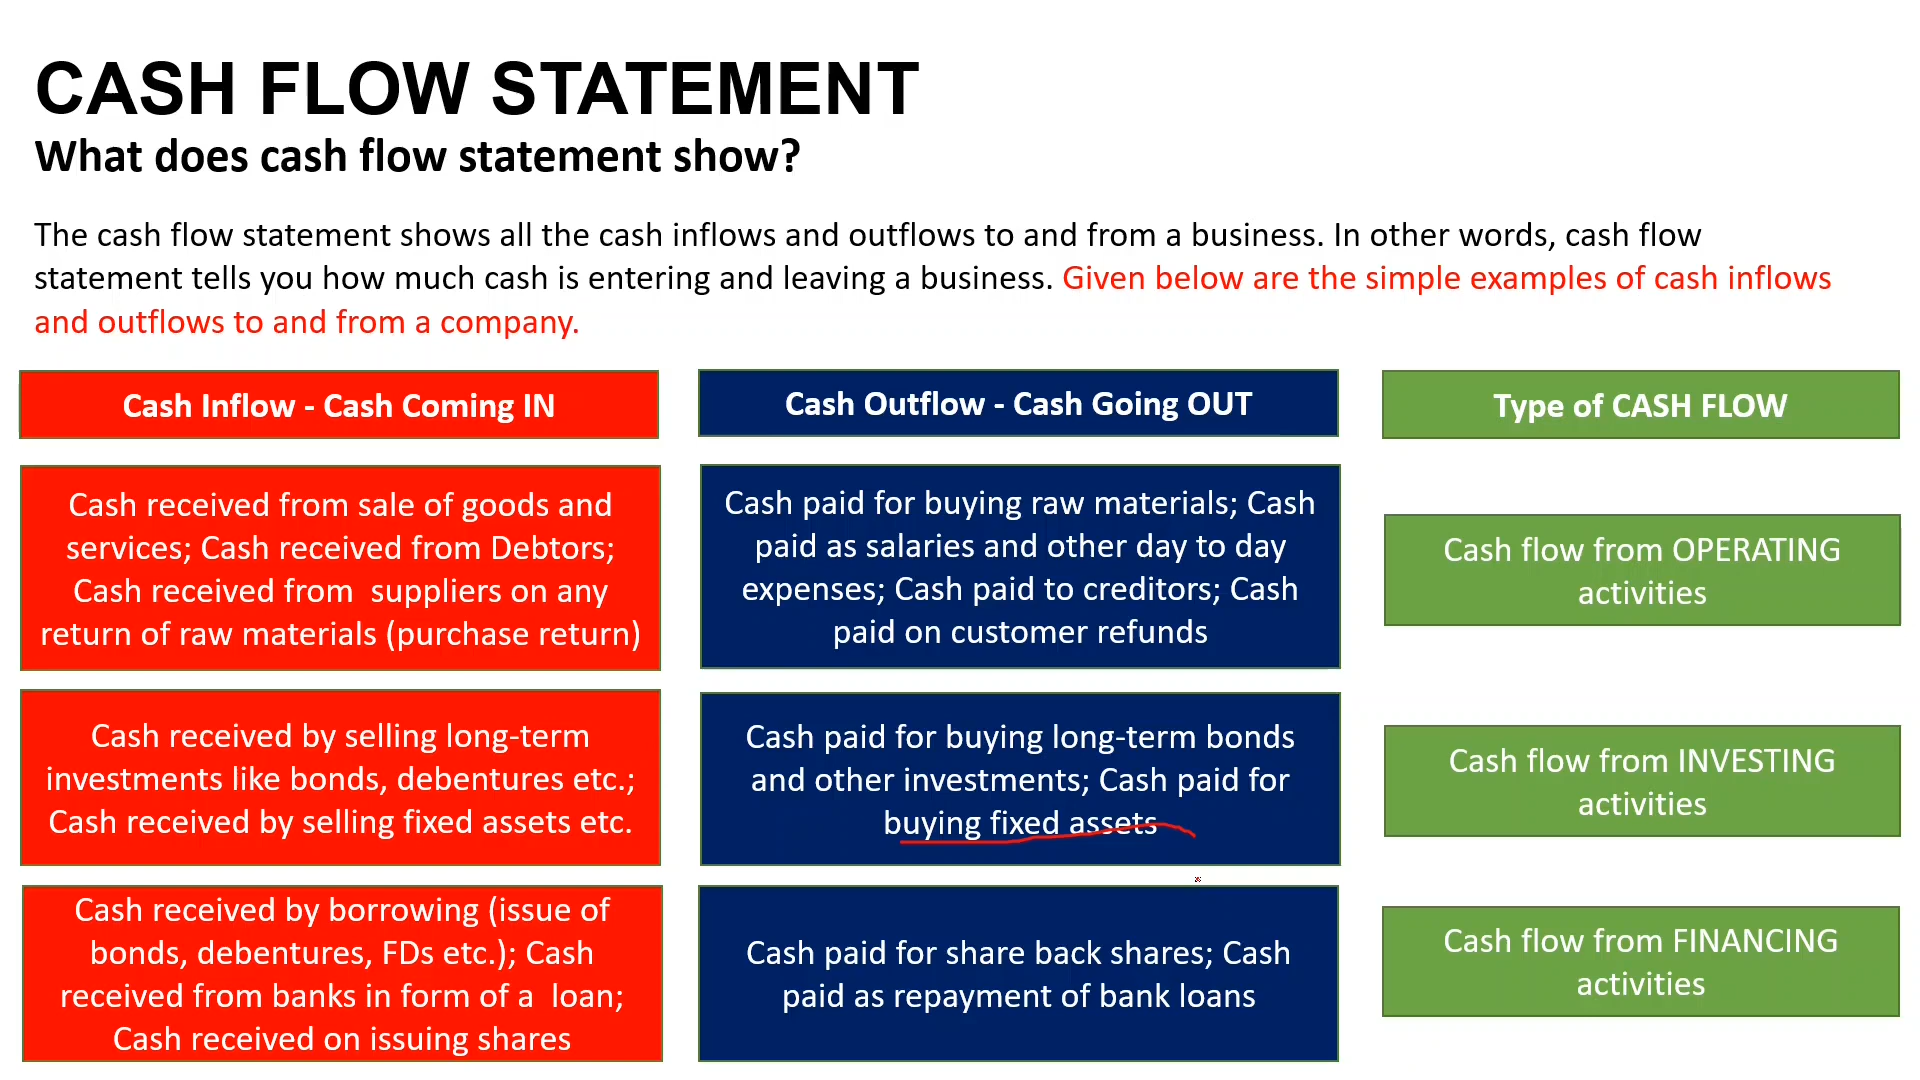 CASH FLOW STATEMENT
What does cash flow statement show?
The cash flow statement shows all the cash inflows and outflows to and from a business. In other words, cash flow
statement tells you how much cash is entering and leaving a business. Given below are the simple examples of cash inflows
and outflows to and from a company.
Cash Inflow - Cash Coming IN
Cash Outflow - Cash Going OUT
Type of CASH FLOW
Cash received from sale of goods and
services; Cash received from Debtors;
Cash received from  suppliers on any
return of raw materials (purchase return)
Cash paid for buying raw materials; Cash
paid as salaries and other day to day
expenses; Cash paid to creditors; Cash
paid on customer refunds
Cash flow from OPERATING
activities
Cash received by selling long-term
investments like bonds, debentures etc.;
Cash received by selling fixed assets etc.
Cash paid for buying long-term bonds
and other investments; Cash paid for
buying fixed assets
Cash flow from INVESTING
activities
Cash received by borrowing (issue of
bonds, debentures, FDs etc.); Cash
received from banks in form of a  loan;
Cash received on issuing shares
Cash paid for share back shares; Cash
paid as repayment of bank loans
Cash flow from FINANCING
activities